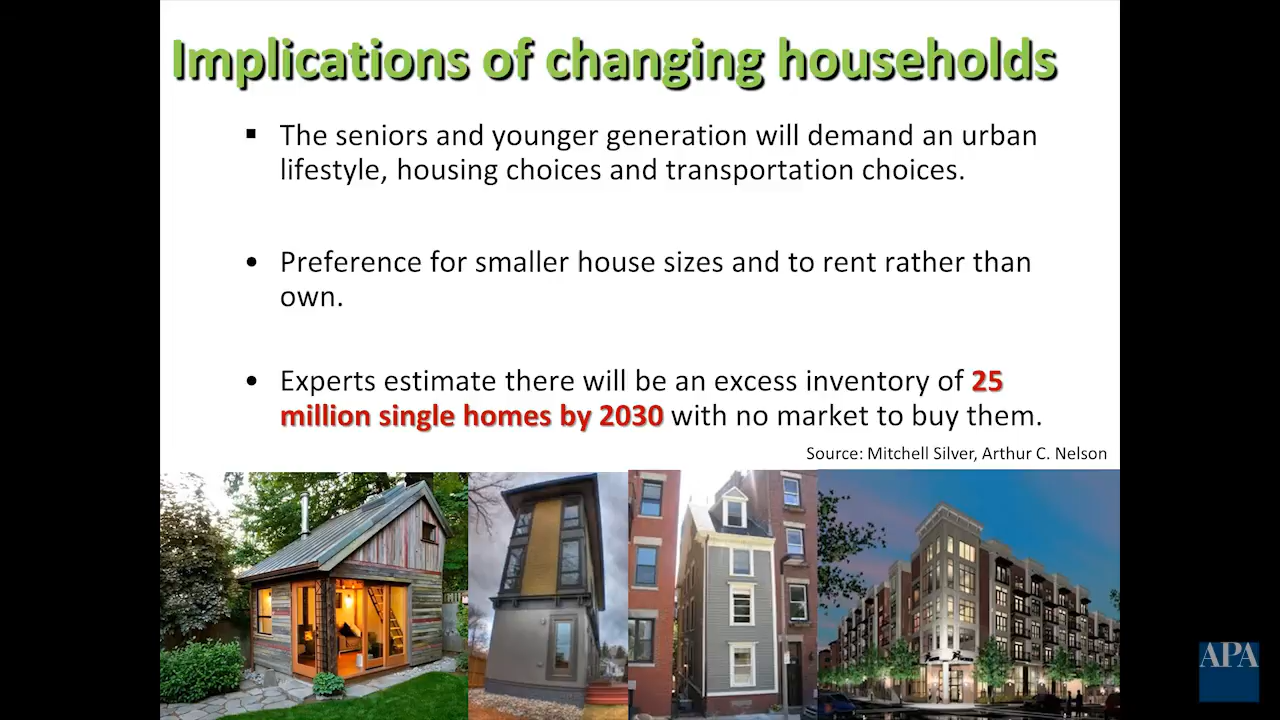 Implications of changing households
▪ The seniors and younger generation will demand an urban
lifestyle, housing choices and transportation choices.
• Preference for smaller house sizes and to rent rather than
own.
• Experts estimate there will be an excess inventory of 25
million single homes by 2030 with no market to buy them.
Source: Mitchell Silver, Arthur C. Nelson
APA